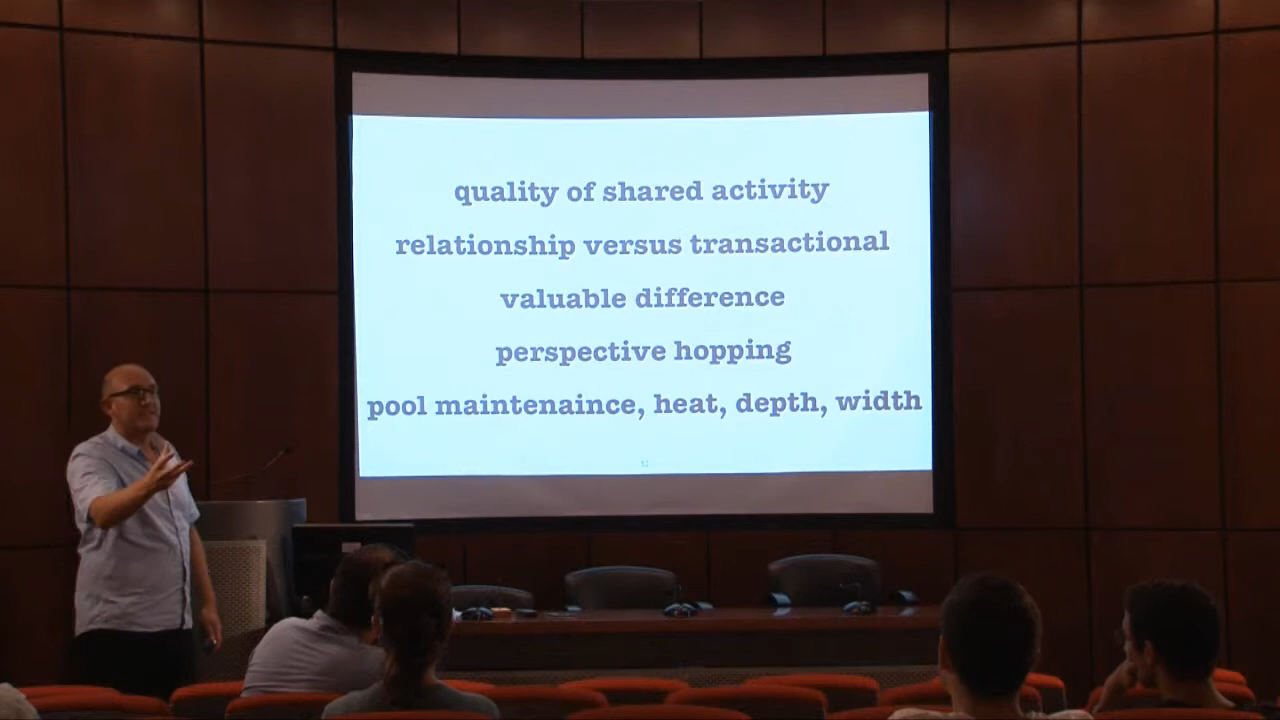 quality of shared activity
relationship versus transactional
valuable difference
perspective hopping
pool maintenaince, heat, depth, width